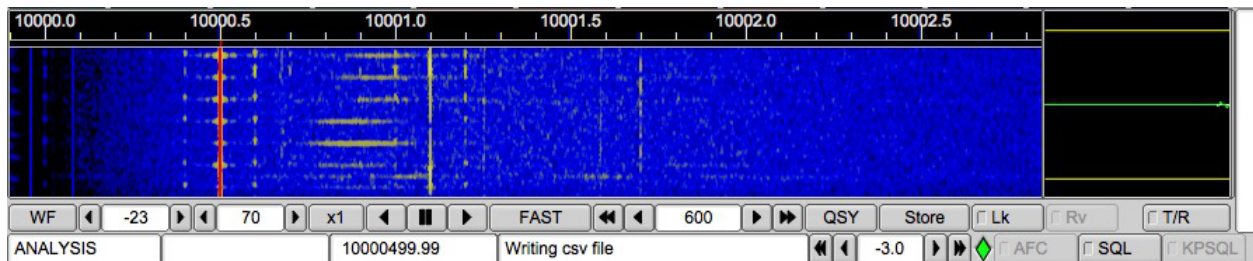 10000.0 10000.5 10001.0 10001.5 10002.0 10002.5
WF -23 70 x1 FAST 600 QSY Store Lk Rv T/R
ANALYSIS 10000499.99 Writing csv file -3.0 AFC SQL KPSQL